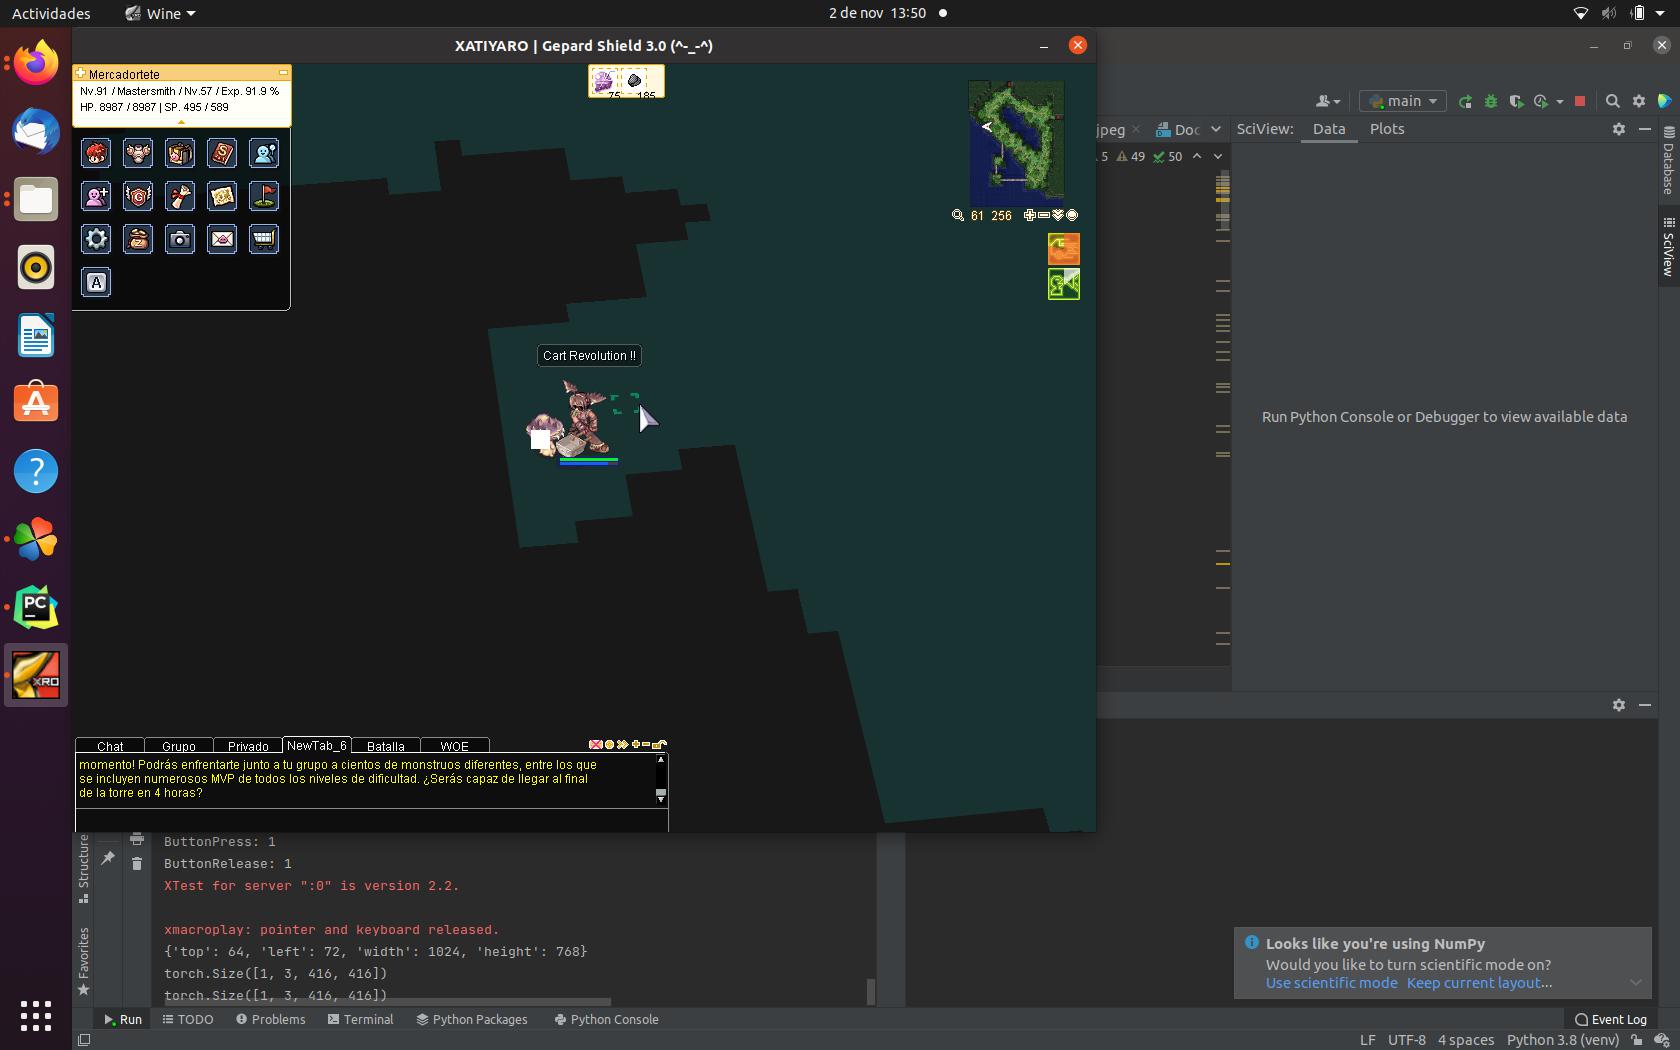 Actividades
Wine
2 de nov 13:50
XATIYARO | Gepard Shield 3.0 (^-_-^)
Mercadortete
Nv.91 / Mastersmith / Nv.57 / Exp. 91.9 %
HP. 8987 / 8987 | SP. 495 / 589
75 185
A
61 256
Cart Revolution !!
main
jpeg
Doc
SciView:
Data
Plots
5
49
50
Database
SciView
Run Python Console or Debugger to view available data
PC
XRO
Chat
Grupo
Privado
NewTab_6
Batalla
WOE
momento! Podrás enfrentarte junto a tu grupo a cientos de monstruos diferentes, entre los que
se incluyen numerosos MVP de todos los niveles de dificultad. ¿Serás capaz de llegar al final
de la torre en 4 horas?
Structure
Favorites
ButtonPress: 1
ButtonRelease: 1
XTest for server ":0" is version 2.2.
xmacroplay: pointer and keyboard released.
{'top': 64, 'left': 72, 'width': 1024, 'height': 768}
torch.Size([1, 3, 416, 416])
torch.Size([1, 3, 416, 416])
Looks like you're using NumPy
Would you like to turn scientific mode on?
Use scientific mode Keep current layout...
Run
TODO
Problems
Terminal
Python Packages
Python Console
Event Log
LF UTF-8 4 spaces Python 3.8 (venv)